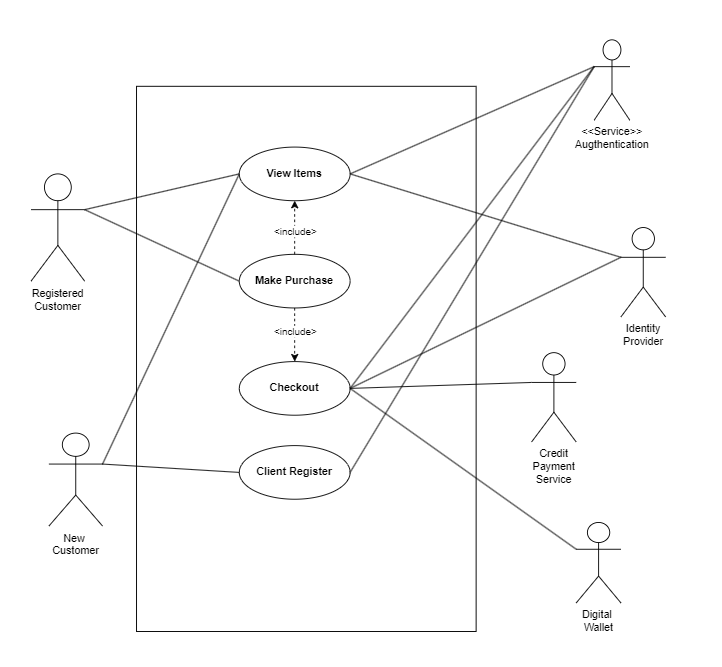 <<Service>>
Augthentication
View Items
Registered
Customer
<include>
Make Purchase
Identity
Provider
<include>
Checkout
Credit
Payment
Service
Client Register
New
Customer
Digital
Wallet